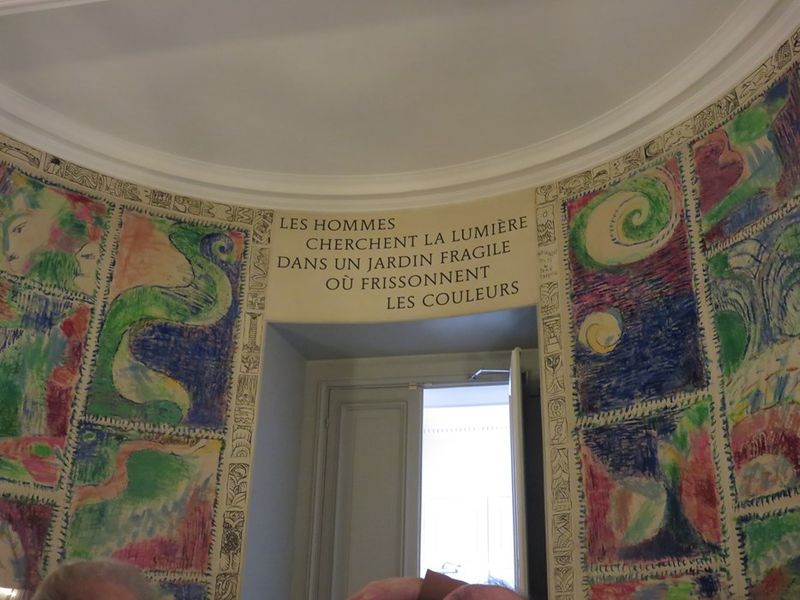 LES HOMMES
CHERCHENT LA LUMIÈRE
DANS UN JARDIN FRAGILE
OÙ FRISSONNENT
LES COULEURS